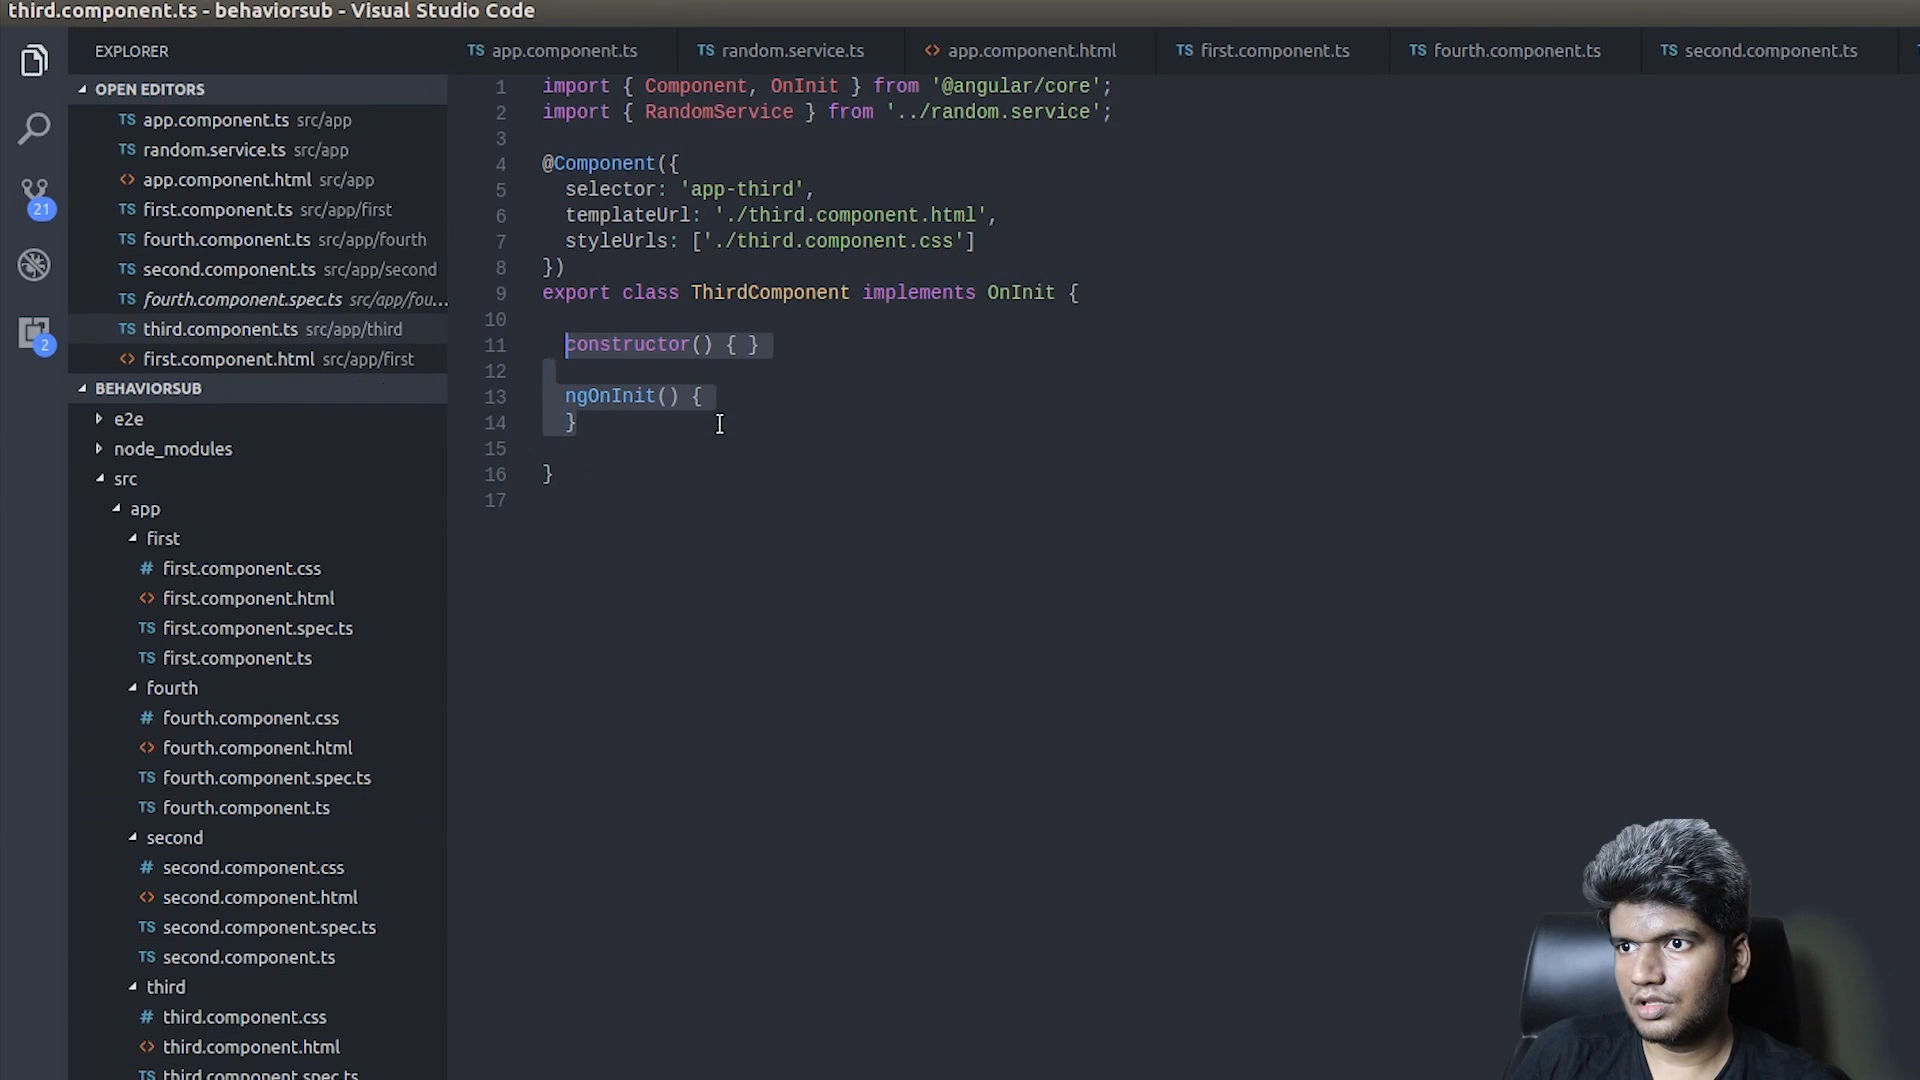 third.component.ts - behaviorsub - Visual Studio Code
EXPLORER
OPEN EDITORS
TS app.component.ts src/app
TS random.service.ts src/app
<> app.component.html src/app
TS first.component.ts src/app/first
TS fourth.component.ts src/app/fourth
TS second.component.ts src/app/second
TS fourth.component.spec.ts src/app/fou...
TS third.component.ts src/app/third
<> first.component.html src/app/first
BEHAVIORSUB
e2e
node_modules
src
app
first
# first.component.css
<> first.component.html
TS first.component.spec.ts
TS first.component.ts
fourth
# fourth.component.css
<> fourth.component.html
TS fourth.component.spec.ts
TS fourth.component.ts
second
# second.component.css
<> second.component.html
TS second.component.spec.ts
TS second.component.ts
third
# third.component.css
<> third.component.html
TS third.component.spec.ts
21
2
TS app.component.ts
TS random.service.ts
<> app.component.html
TS first.component.ts
TS fourth.component.ts
TS second.component.ts
1 import { Component, OnInit } from '@angular/core';
2 import { RandomService } from '../random.service';
3
4 @Component({
5 selector: 'app-third',
6 templateUrl: './third.component.html',
7 styleUrls: ['./third.component.css']
8 })
9 export class ThirdComponent implements OnInit {
10
11 constructor() { }
12
13 ngOnInit() {
14 }
15
16 }
17